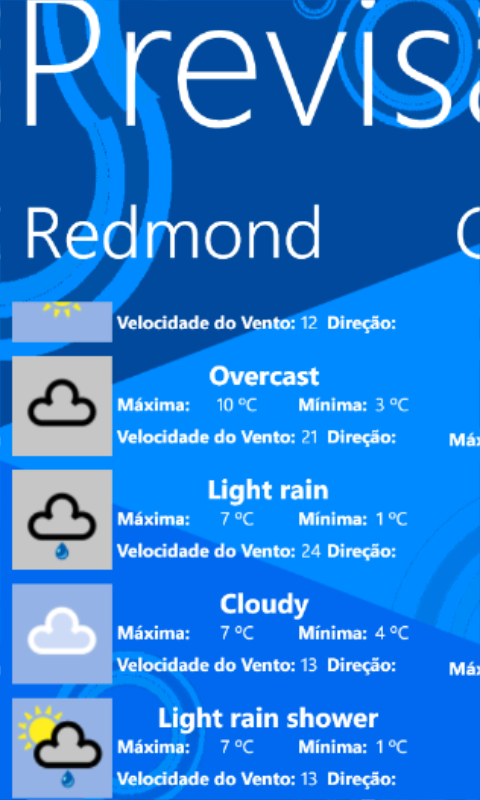 Previsã
Redmond
Velocidade do Vento: 12 Direção:
Overcast
Máxima: 10 ºC Mínima: 3 ºC
Velocidade do Vento: 21 Direção:
Light rain
Máxima: 7 ºC Mínima: 1 ºC
Velocidade do Vento: 24 Direção:
Cloudy
Máxima: 7 ºC Mínima: 4 ºC
Velocidade do Vento: 13 Direção:
Light rain shower
Máxima: 7 ºC Mínima: 1 ºC
Velocidade do Vento: 13 Direção: